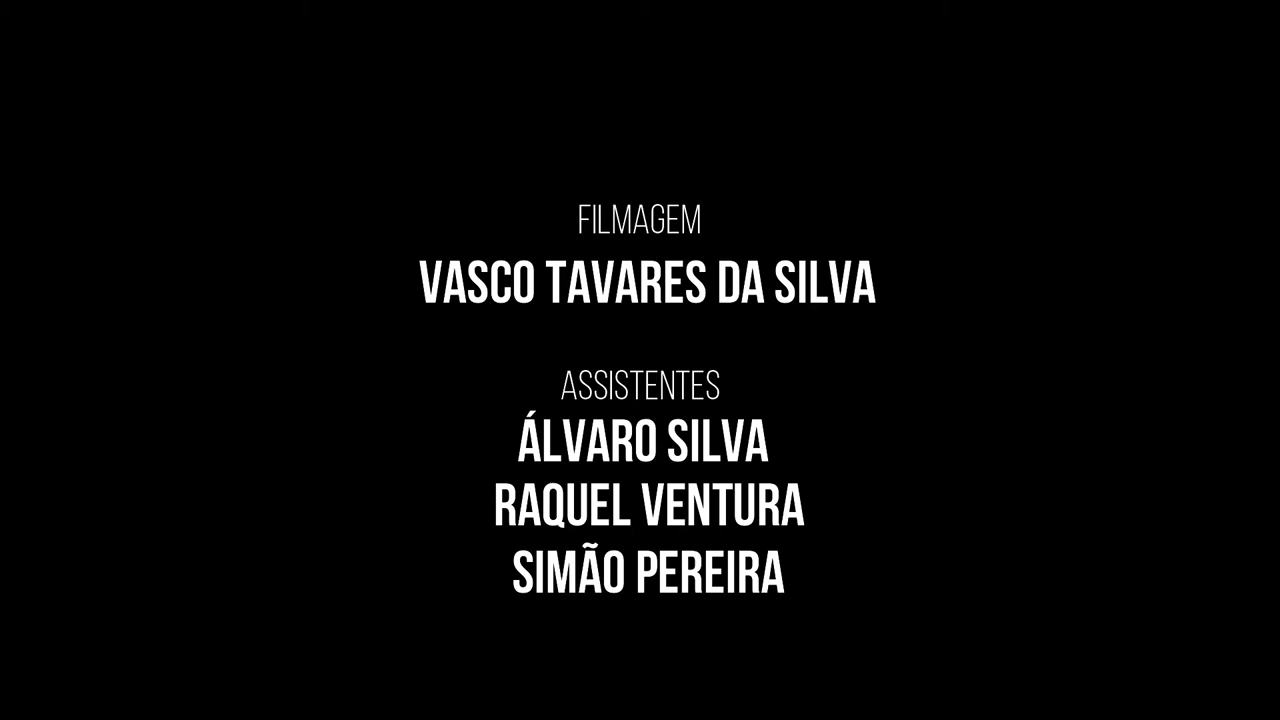 FILMAGEM
VASCO TAVARES DA SILVA
ASSISTENTES
ÁLVARO SILVA
RAQUEL VENTURA
SIMÃO PEREIRA